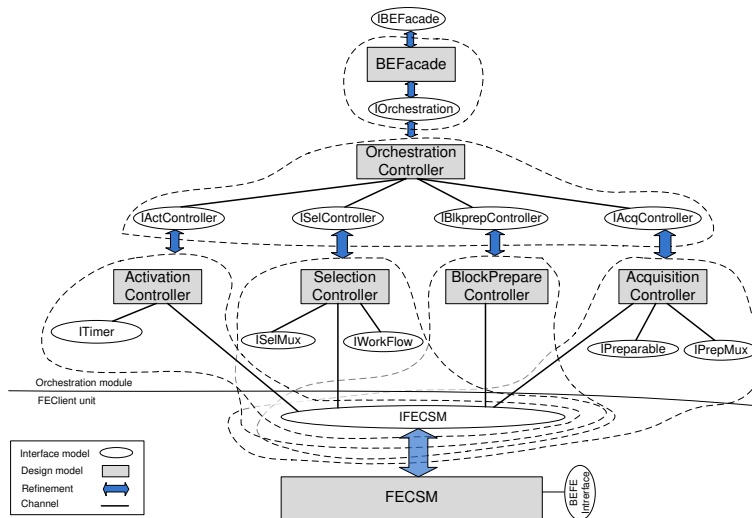 IBEFacade
BEFacade
IOrchestration
Orchestration
Controller
IActController
ISelController
IBlkprepController
IAcqController
Activation
Controller
Selection
Controller
BlockPrepare
Controller
Acquisition
Controller
ITimer
ISelMux
IWorkFlow
IPreparable
IPrepMux
Orchestration module
FEClient unit
IFECSM
Interface model
Design model
Refinement
Channel
FECSM
BEFE
Intrerface